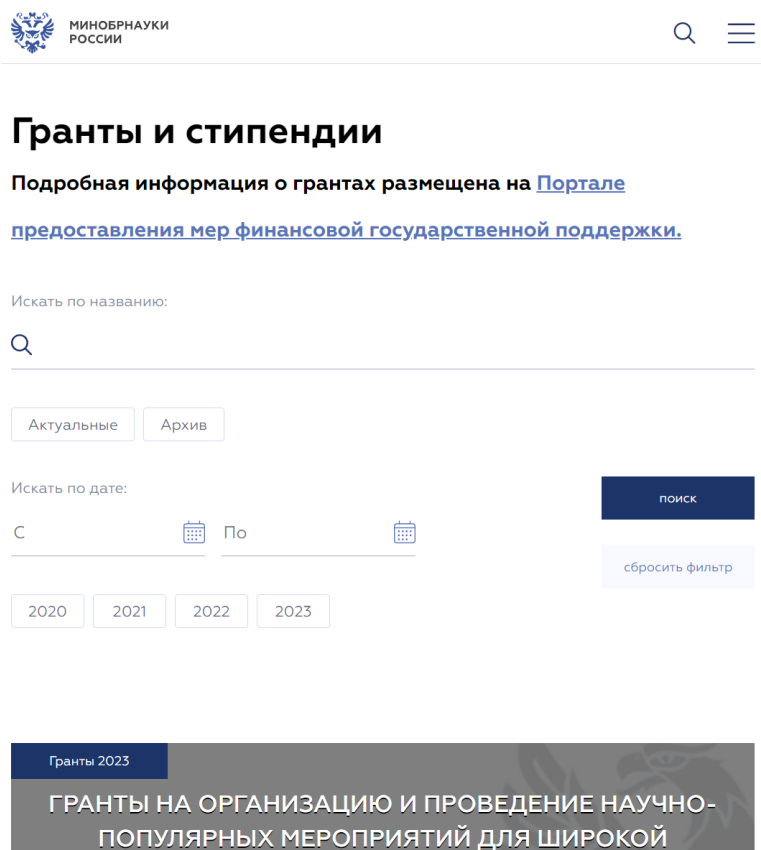 МИНОБРНАУКИ
РОССИИ
Гранты и стипендии
Подробная информация о грантах размещена на Портале
предоставления мер финансовой государственной поддержки.
Искать по названию:
Актуальные Архив
Искать по дате:
поиск
С По
сбросить фильтр
2020 2021 2022 2023
Гранты 2023
ГРАНТЫ НА ОРГАНИЗАЦИЮ И ПРОВЕДЕНИЕ НАУЧНО-
ПОПУЛЯРНЫХ МЕРОПРИЯТИЙ ДЛЯ ШИРОКОЙ